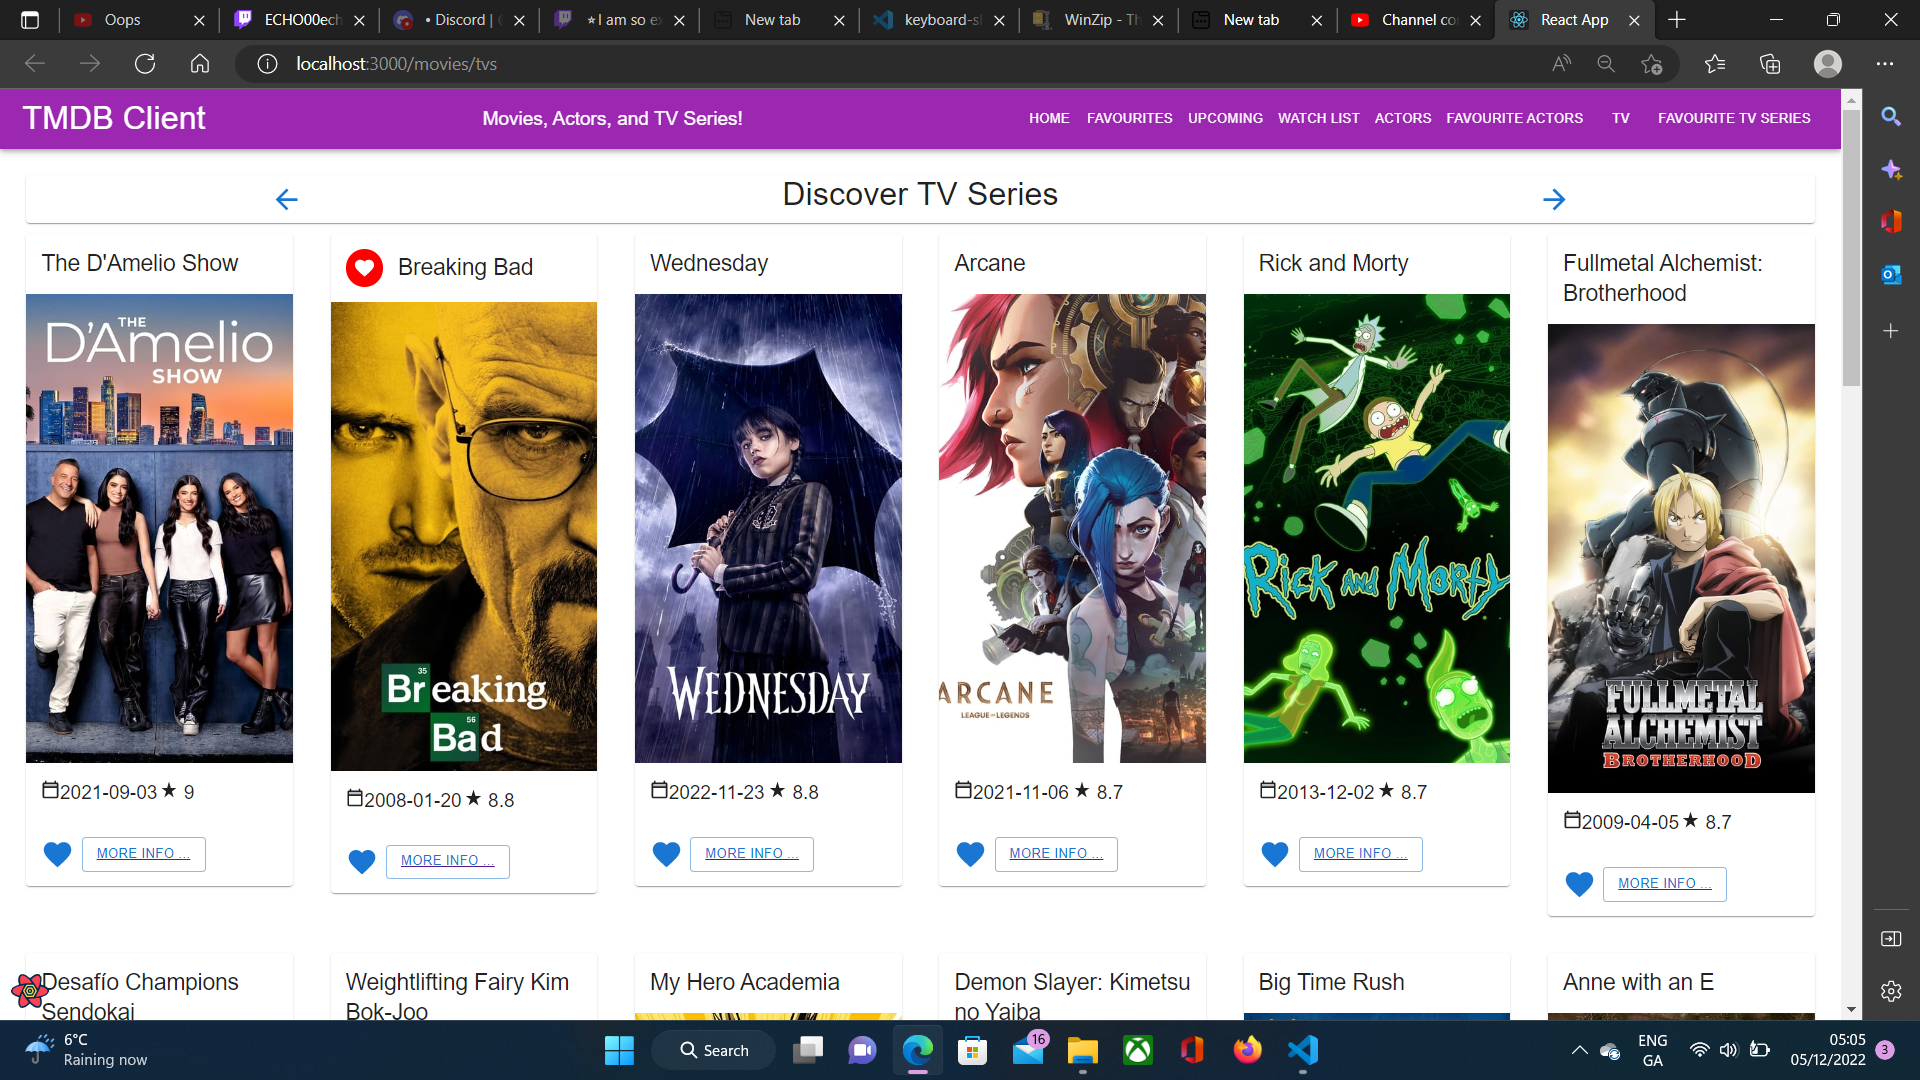 Oops
ECHO00ech
• Discord | (
⭐I am so ex
New tab
keyboard-sl
WinZip - Th
New tab
Channel co
React App
localhost:3000/movies/tvs
TMDB Client
Movies, Actors, and TV Series!
HOME FAVOURITES UPCOMING WATCH LIST ACTORS FAVOURITE ACTORS TV FAVOURITE TV SERIES
Discover TV Series
The D'Amelio Show
Breaking Bad
Wednesday
Arcane
Rick and Morty
Fullmetal Alchemist:
Brotherhood
THE
D'Amelio
SHOW
35
Breaking
56
Bad
WEDNESDAY
ARCANE
LEAGUE OF LEGENDS
RICK AND MORTY
FULLMETAL
ALCHEMIST
BROTHERHOOD
2021-09-03 ★ 9
2008-01-20 ★ 8.8
2022-11-23 ★ 8.8
2021-11-06 ★ 8.7
2013-12-02 ★ 8.7
2009-04-05 ★ 8.7
MORE INFO ...
MORE INFO ...
MORE INFO ...
MORE INFO ...
MORE INFO ...
MORE INFO ...
Desafío Champions
Sendokai
Weightlifting Fairy Kim
Bok-Joo
My Hero Academia
Demon Slayer: Kimetsu
no Yaiba
Big Time Rush
Anne with an E
6°C
Raining now
Search
16
ENG
GA
05:05
05/12/2022
3